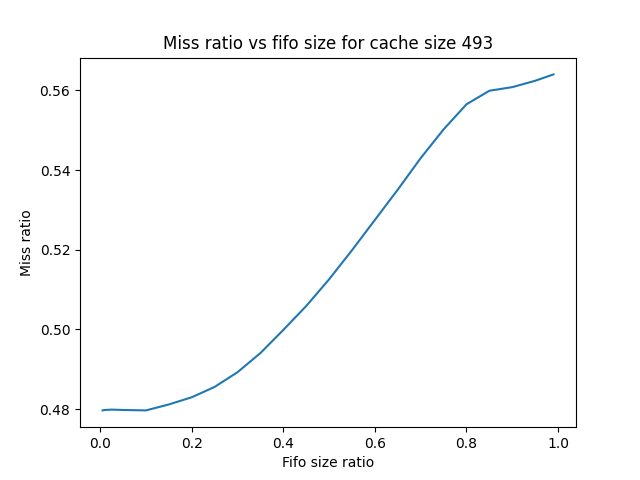 Miss ratio vs fifo size for cache size 493
0.56
0.54
0.52
0.50
0.48
Miss ratio
0.0 0.2 0.4 0.6 0.8 1.0
Fifo size ratio